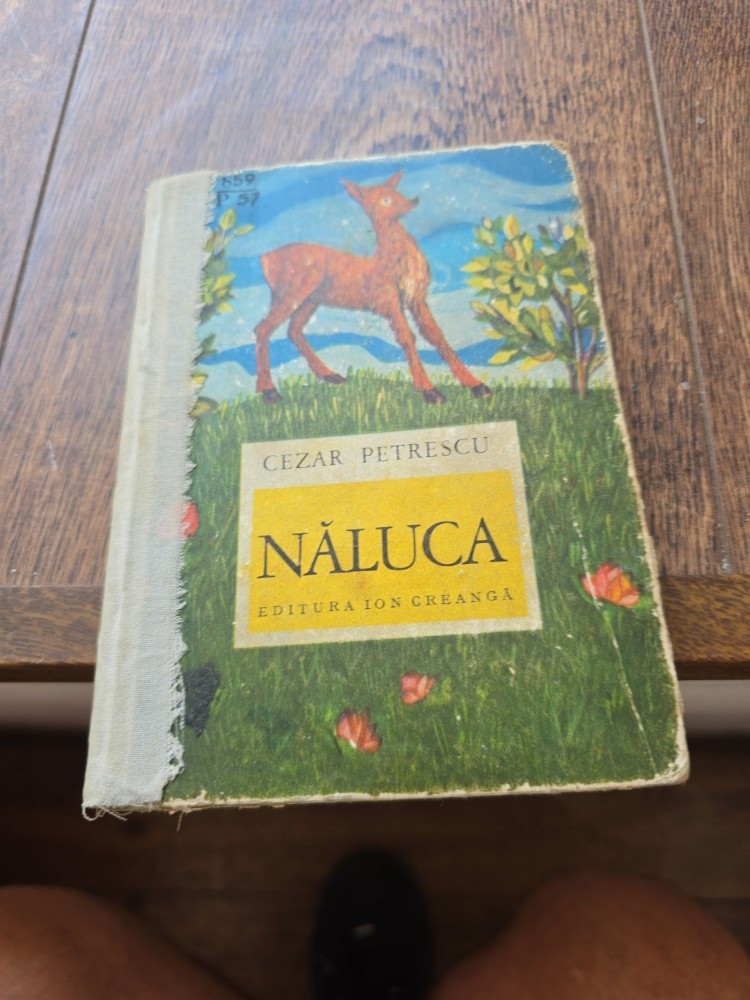 859
P 57
CEZAR PETRESCU
NĂLUCA
EDITURA ION CREANGĂ